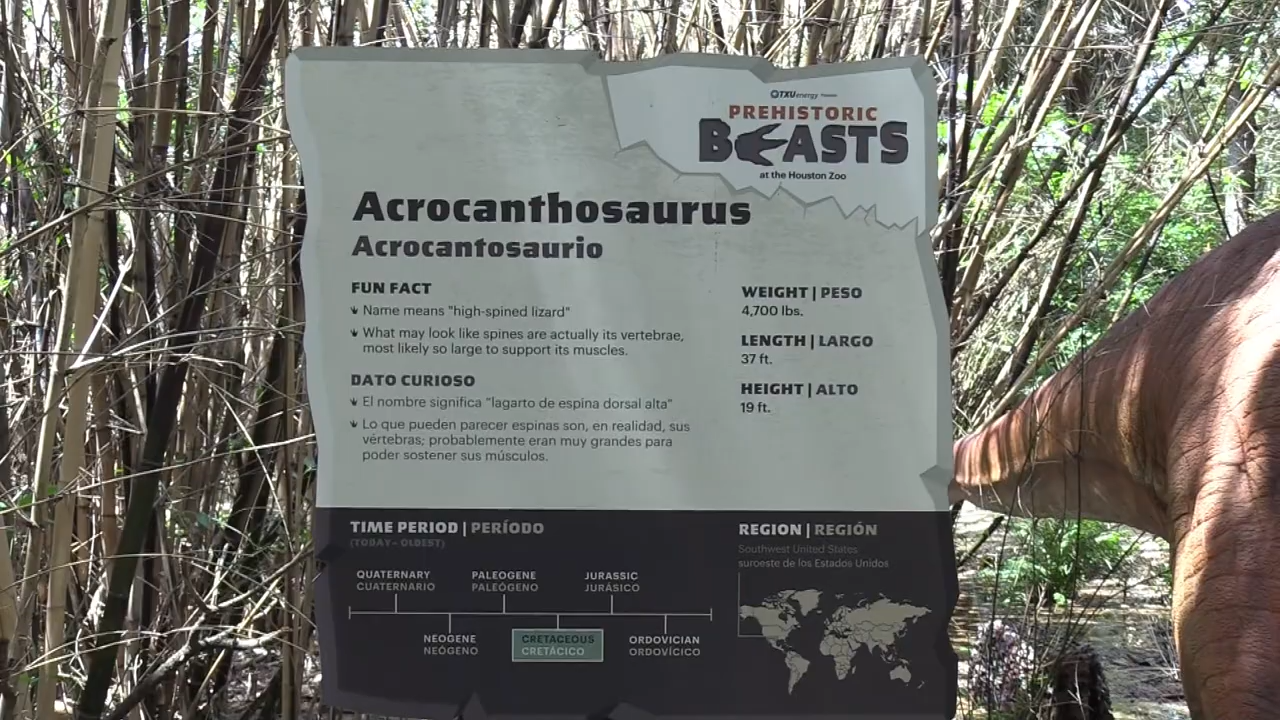 TXU energy Presents
PREHISTORIC
BEASTS
at the Houston Zoo
Acrocanthosaurus
Acrocantosaurio
FUN FACT
Name means "high-spined lizard"
What may look like spines are actually its vertebrae,
most likely so large to support its muscles.
DATO CURIOSO
El nombre significa "lagarto de espina dorsal alta"
Lo que pueden parecer espinas son, en realidad, sus
vértebras; probablemente eran muy grandes para
poder sostener sus músculos.
WEIGHT | PESO
4,700 lbs.
LENGTH | LARGO
37 ft.
HEIGHT | ALTO
19 ft.
TIME PERIOD | PERÍODO
(TODAY - OLDEST)
QUATERNARY
CUATERNARIO
PALEOGENE
PALEÓGENO
JURASSIC
JURÁSICO
NEOGENE
NEÓGENO
CRETACEOUS
CRETÁCICO
ORDOVICIAN
ORDOVÍCICO
REGION | REGIÓN
Southwest United States
suroeste de los Estados Unidos